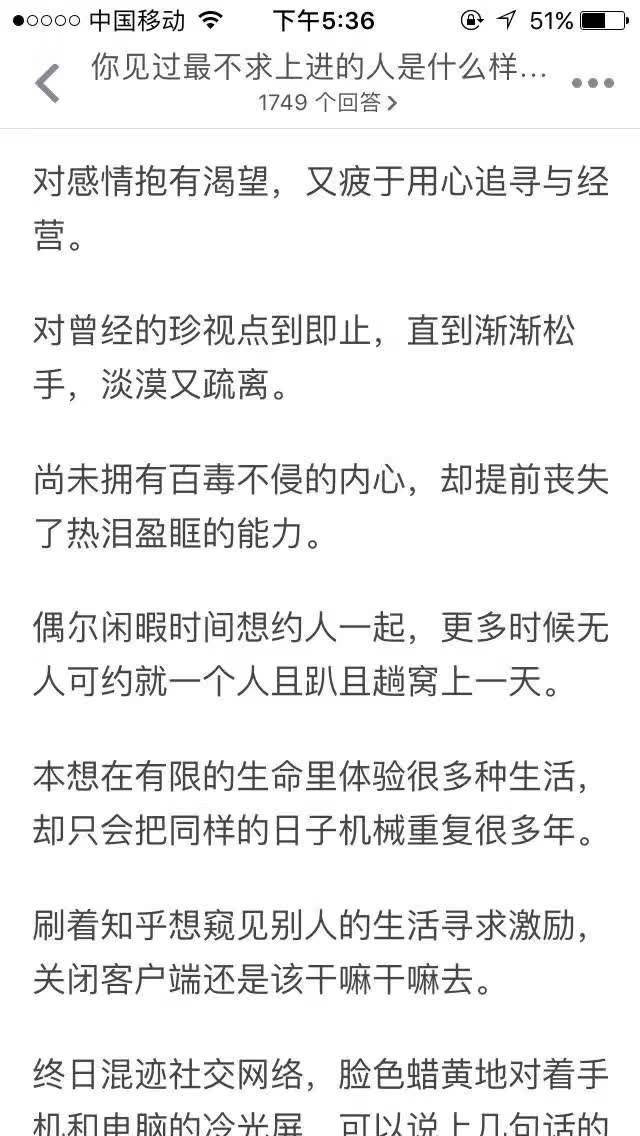 中国移动 下午5:36 51%
你见过最不求上进的人是什么样...
1749 个回答
对感情抱有渴望，又疲于用心追寻与经
营。
对曾经的珍视点到即止，直到渐渐松
手，淡漠又疏离。
尚未拥有百毒不侵的内心，却提前丧失
了热泪盈眶的能力。
偶尔闲暇时间想约人一起，更多时候无
人可约就一个人且趴且趟窝上一天。
本想在有限的生命里体验很多种生活，
却只会把同样的日子机械重复很多年。
刷着知乎想窥见别人的生活寻求激励，
关闭客户端还是该干嘛干嘛去。
终日混迹社交网络，脸色蜡黄地对着手
机和电脑的冷光屏，可以说上几句话的